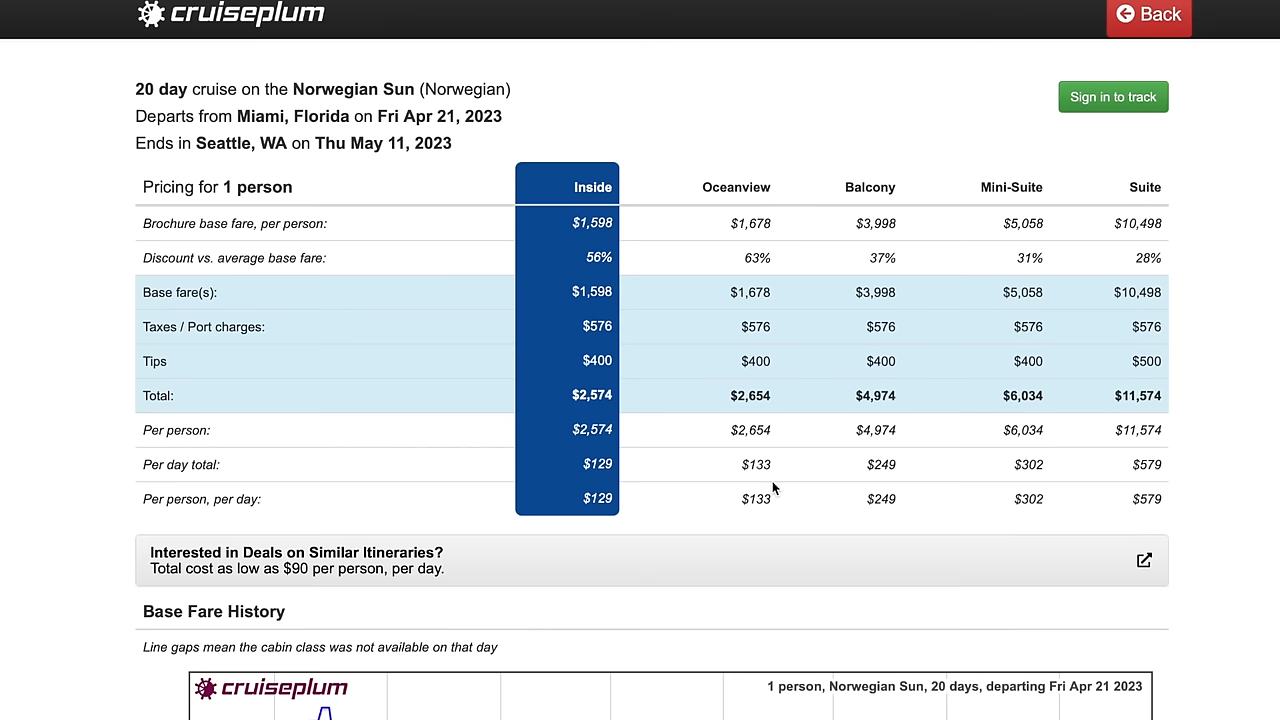 cruiseplum
Back
20 day cruise on the Norwegian Sun (Norwegian)
Sign in to track
Departs from Miami, Florida on Fri Apr 21, 2023
Ends in Seattle, WA on Thu May 11, 2023
Pricing for 1 person Inside Oceanview Balcony Mini-Suite Suite
Brochure base fare, per person: $1,598 $1,678 $3,998 $5,058 $10,498
Discount vs. average base fare: 56% 63% 37% 31% 28%
Base fare(s): $1,598 $1,678 $3,998 $5,058 $10,498
Taxes / Port charges: $576 $576 $576 $576 $576
Tips $400 $400 $400 $400 $500
Total: $2,574 $2,654 $4,974 $6,034 $11,574
Per person: $2,574 $2,654 $4,974 $6,034 $11,574
Per day total: $129 $133 $249 $302 $579
Per person, per day: $129 $133 $249 $302 $579
Interested in Deals on Similar Itineraries?
Total cost as low as $90 per person, per day.
Base Fare History
Line gaps mean the cabin class was not available on that day
cruiseplum
1 person, Norwegian Sun, 20 days, departing Fri Apr 21 2023